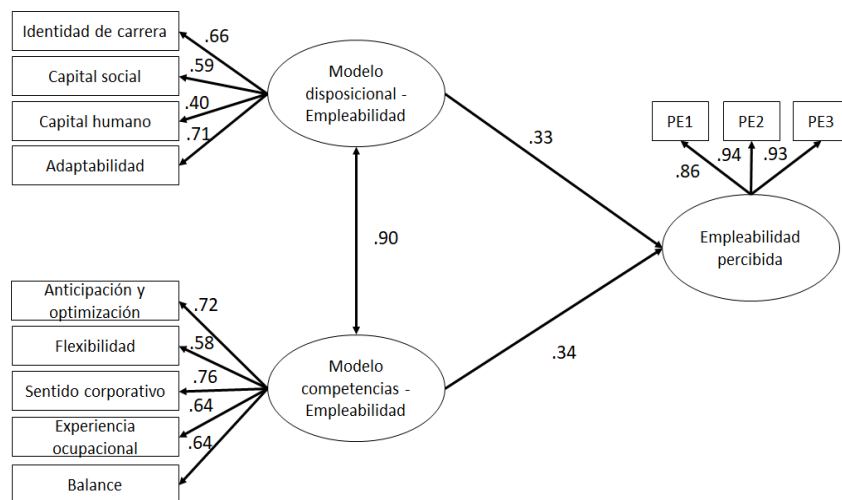 Identidad de carrera
.66
Capital social
.59
Capital humano
.40
Adaptabilidad
.71
Modelo
disposicional -
Empleabilidad
.33
PE1
PE2
PE3
.86
.94
.93
Empleabilidad
percibida
.90
Anticipación y
optimización
.72
Flexibilidad
.58
Sentido corporativo
.76
Experiencia
ocupacional
.64
Balance
.64
Modelo
competencias -
Empleabilidad
.34